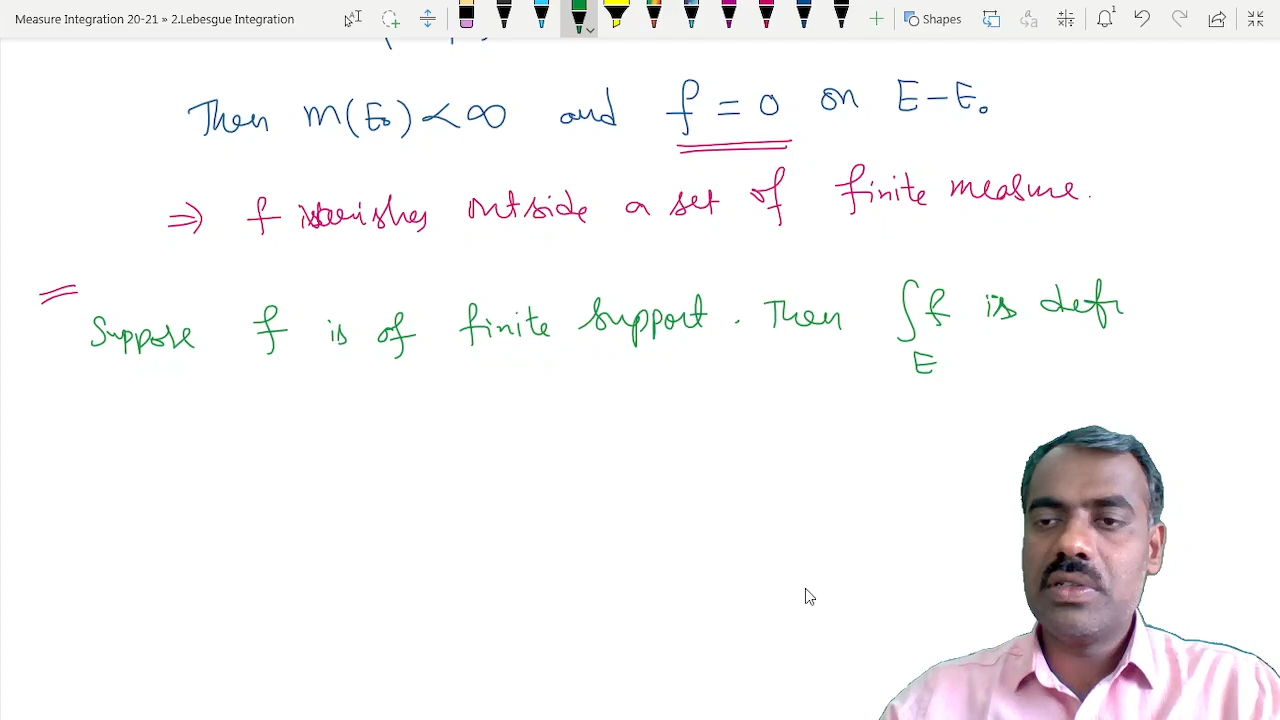 Measure Integration 20-21 » 2.Lebesgue Integration
Shapes
Then m(E₀) < ∞ and f = 0 on E - E₀
⇒ f vanishes outside a set of finite measure.
Suppose f is of finite support. Then ∫_E f is defi